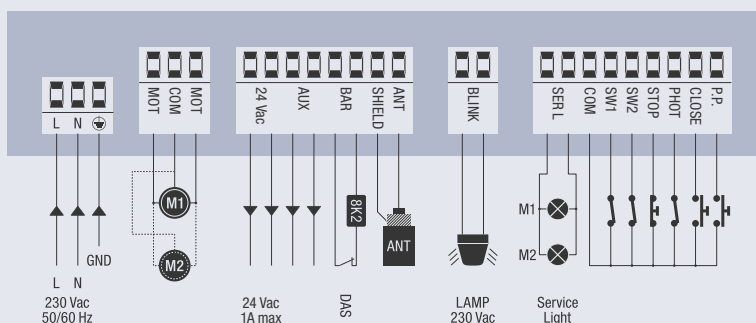 L N
MOT COM MOT
24 Vac AUX BAR SHIELD ANT
BLINK
SER L COM SW1 SW2 STOP PHOT CLOSE P.P.
M1
M2
8K2
ANT
M1
M2
GND
L N
230 Vac
50/60 Hz
24 Vac
1A max
DAS
LAMP
230 Vac
Service
Light